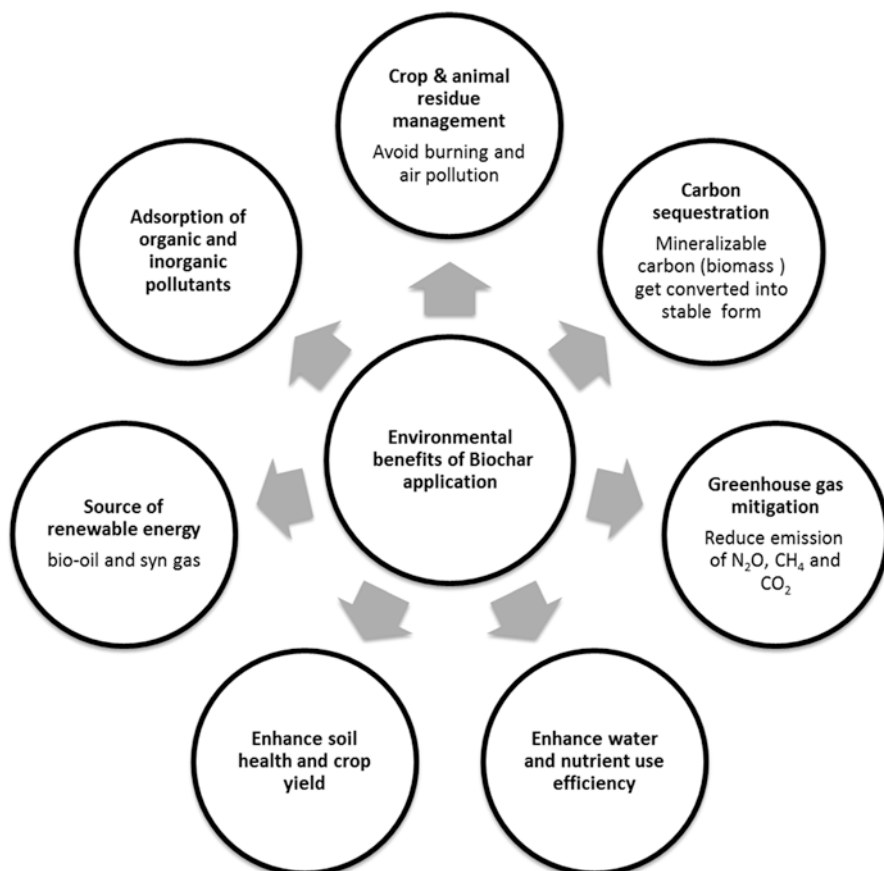 Crop & animal
residue
management
Avoid burning and
air pollution
Carbon
sequestration
Mineralizable
carbon (biomass )
get converted into
stable form
Greenhouse gas
mitigation
Reduce emission
of N₂O, CH₄ and
CO₂
Enhance water
and nutrient use
efficiency
Enhance soil
health and crop
yield
Source of
renewable energy
bio-oil and syn gas
Adsorption of
organic and
inorganic
pollutants
Environmental
benefits of Biochar
application